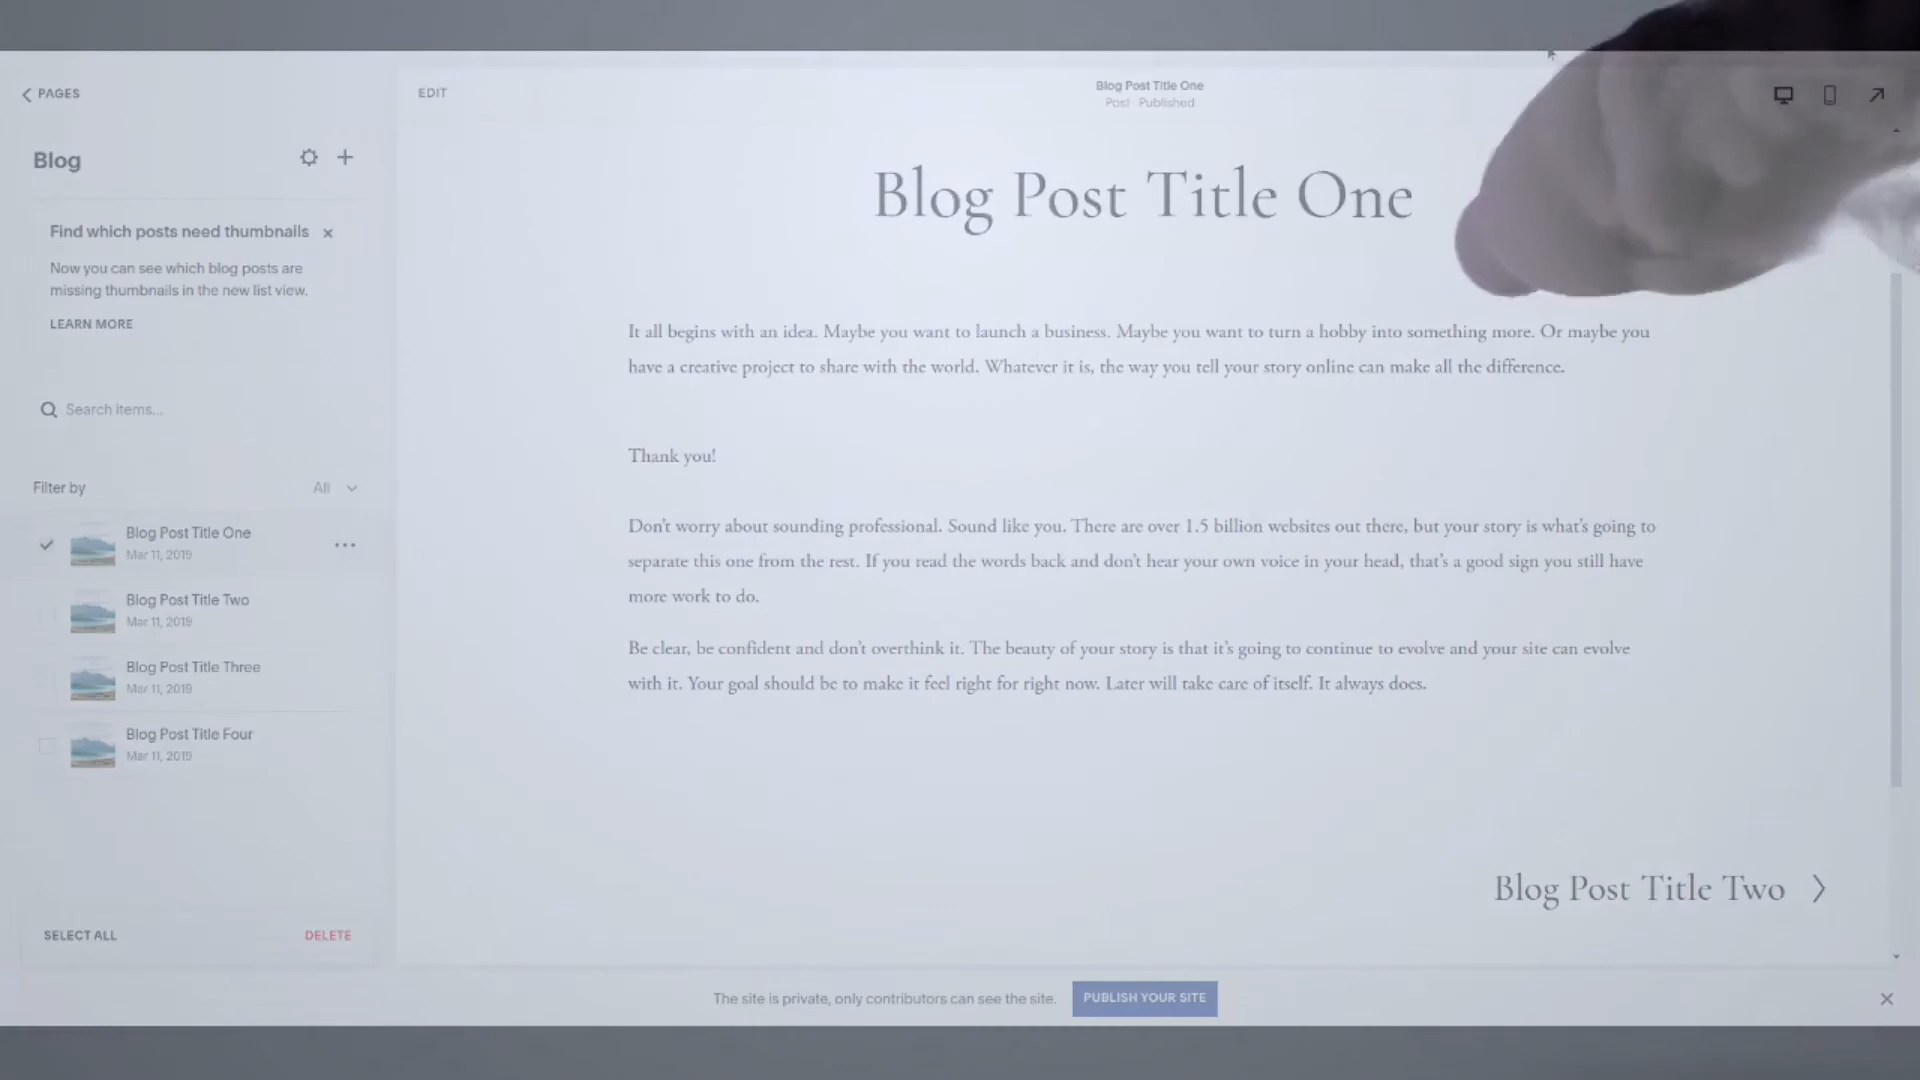 PAGES
EDIT
Blog Post Title One
Post · Published
Blog
Find which posts need thumbnails
Now you can see which blog posts are
missing thumbnails in the new list view.
LEARN MORE
Search items...
Filter by
All
Blog Post Title One
Mar 11, 2019
Blog Post Title Two
Mar 11, 2019
Blog Post Title Three
Mar 11, 2019
Blog Post Title Four
Mar 11, 2019
SELECT ALL
DELETE
Blog Post Title One
It all begins with an idea. Maybe you want to launch a business. Maybe you want to turn a hobby into something more. Or maybe you
have a creative project to share with the world. Whatever it is, the way you tell your story online can make all the difference.
Thank you!
Don’t worry about sounding professional. Sound like you. There are over 1.5 billion websites out there, but your story is what’s going to
separate this one from the rest. If you read the words back and don’t hear your own voice in your head, that’s a good sign you still have
more work to do.
Be clear, be confident and don’t overthink it. The beauty of your story is that it’s going to continue to evolve and your site can evolve
with it. Your goal should be to make it feel right for right now. Later will take care of itself. It always does.
Blog Post Title Two
The site is private, only contributors can see the site.
PUBLISH YOUR SITE